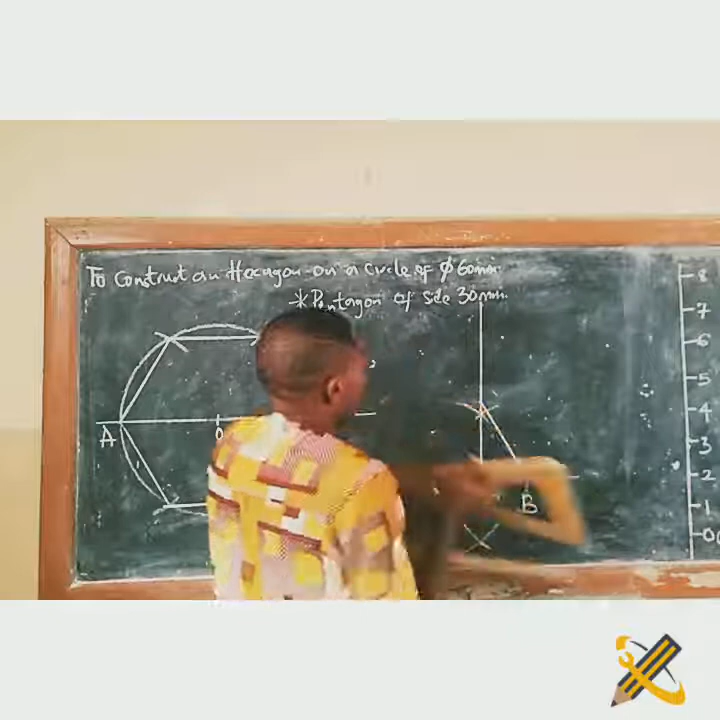 To Construct an Hexagon on a Circle of ϕ 60mm
* Pentagon of side 30mm
A
0
B
8
7
6
5
4
3
2
1
0